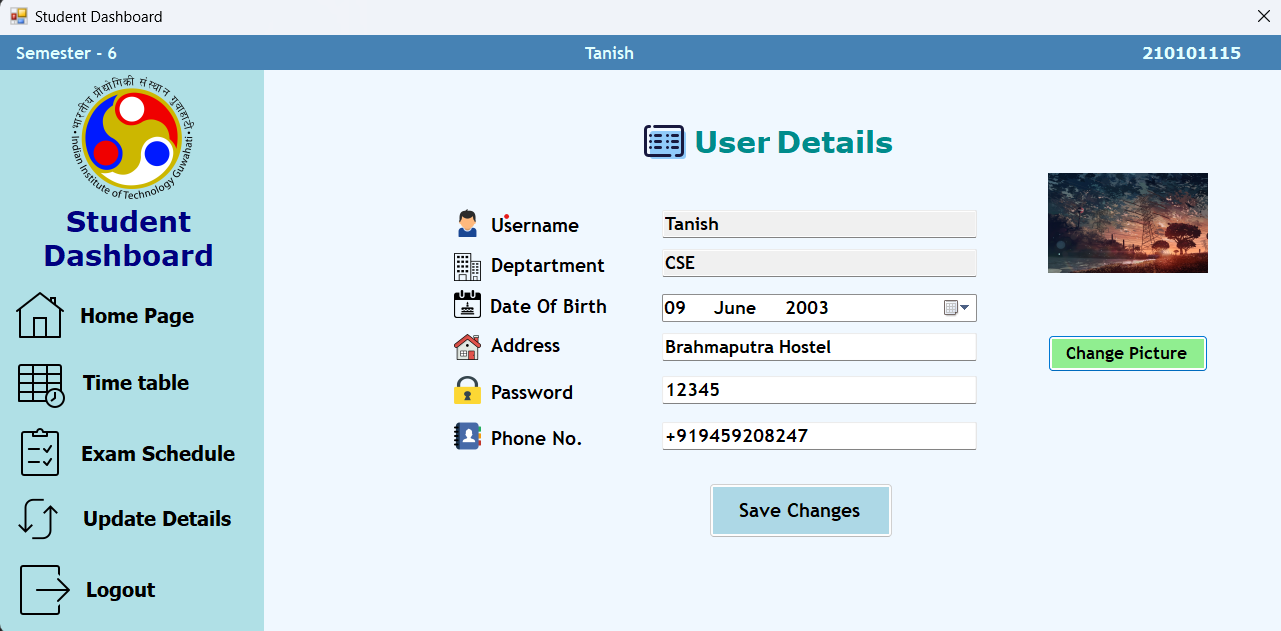 Student Dashboard
Semester - 6 Tanish 210101115
भारतीय प्रौद्योगिकी संस्थान गुवाहाटी
Indian Institute of Technology Guwahati
Student
Dashboard
Home Page
Time table
Exam Schedule
Update Details
Logout
User Details
Username Tanish
Deptartment CSE
Date Of Birth 09 June 2003
Address Brahmaputra Hostel
Password 12345
Phone No. +919459208247
Change Picture
Save Changes